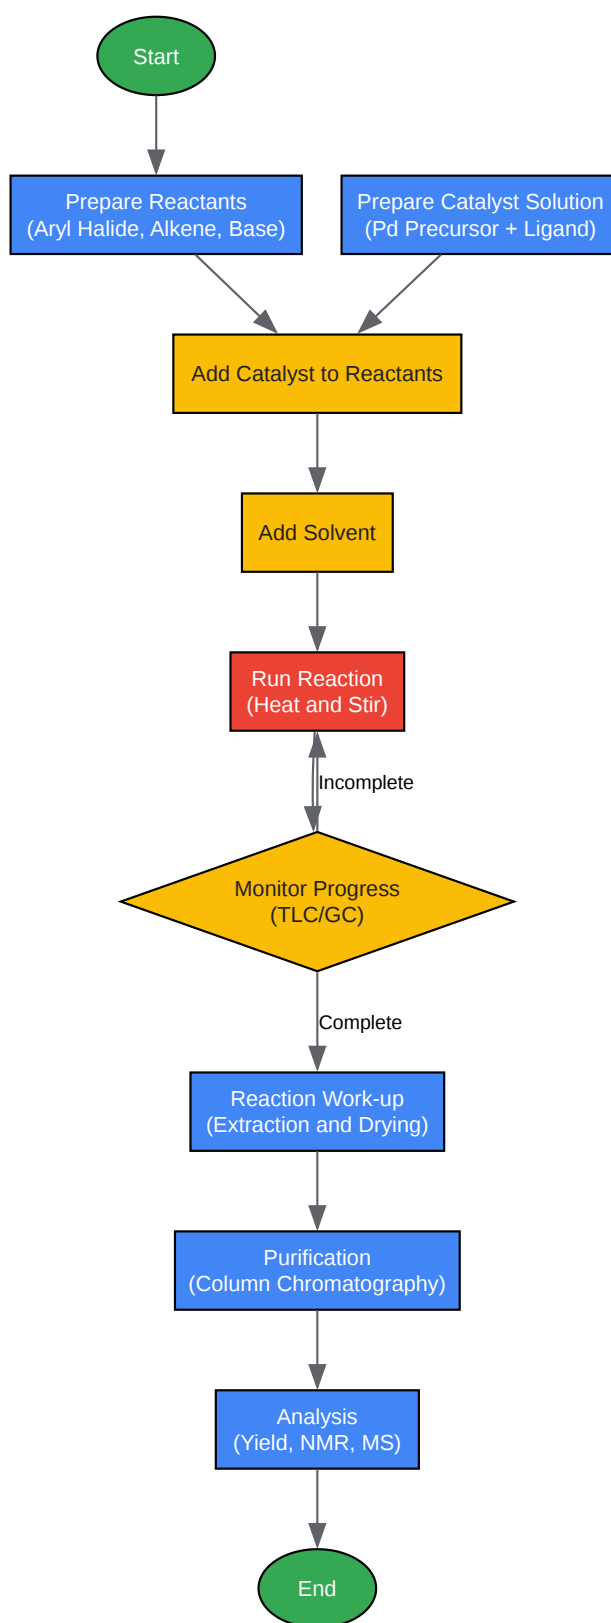 Start
Prepare Reactants
(Aryl Halide, Alkene, Base)
Prepare Catalyst Solution
(Pd Precursor + Ligand)
Add Catalyst to Reactants
Add Solvent
Run Reaction
(Heat and Stir)
Incomplete
Monitor Progress
(TLC/GC)
Complete
Reaction Work-up
(Extraction and Drying)
Purification
(Column Chromatography)
Analysis
(Yield, NMR, MS)
End